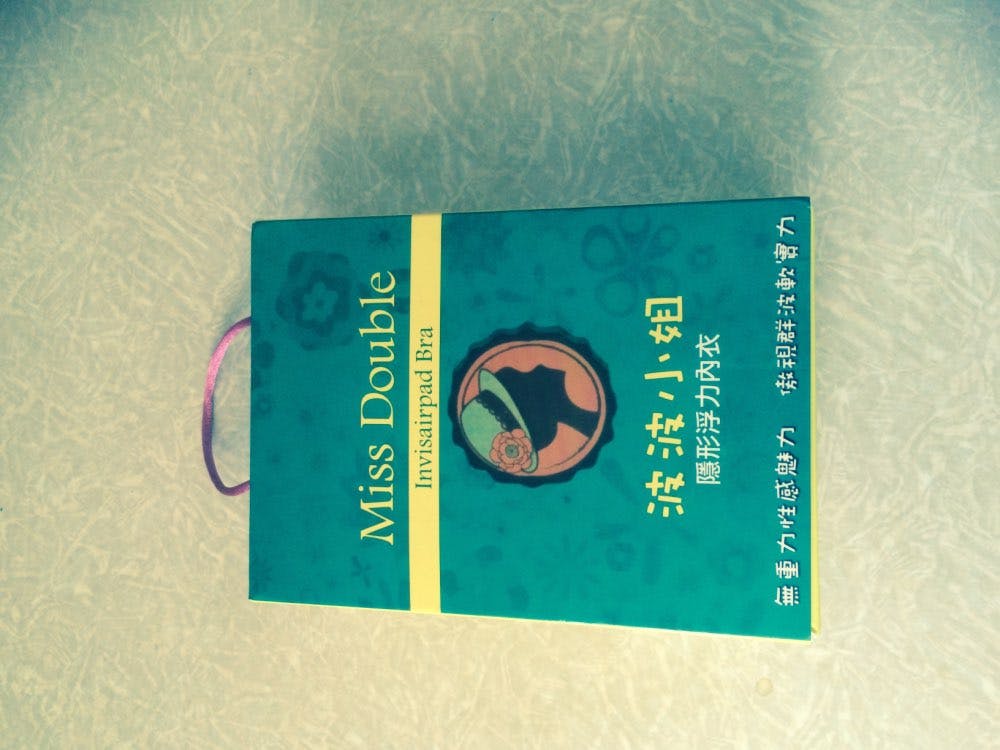 Miss Double
Invisairpad Bra
波波小姐
隱形浮力內衣
無重力性感魅力 傲視群波軟實力